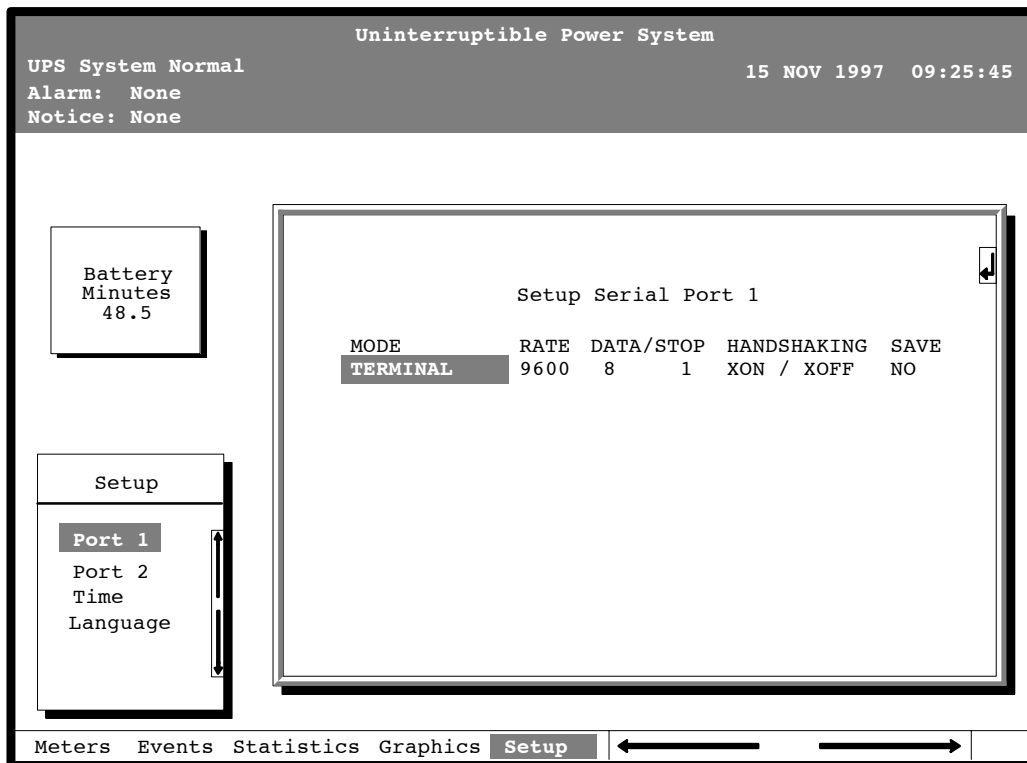 Uninterruptible Power System
UPS System Normal
15 NOV 1997 09:25:45
Alarm: None
Notice: None
Battery
Minutes
48.5
Setup Serial Port 1
MODE RATE DATA/STOP HANDSHAKING SAVE
TERMINAL 9600 8 1 XON / XOFF NO
Setup
Port 1
Port 2
Time
Language
Meters Events Statistics Graphics Setup